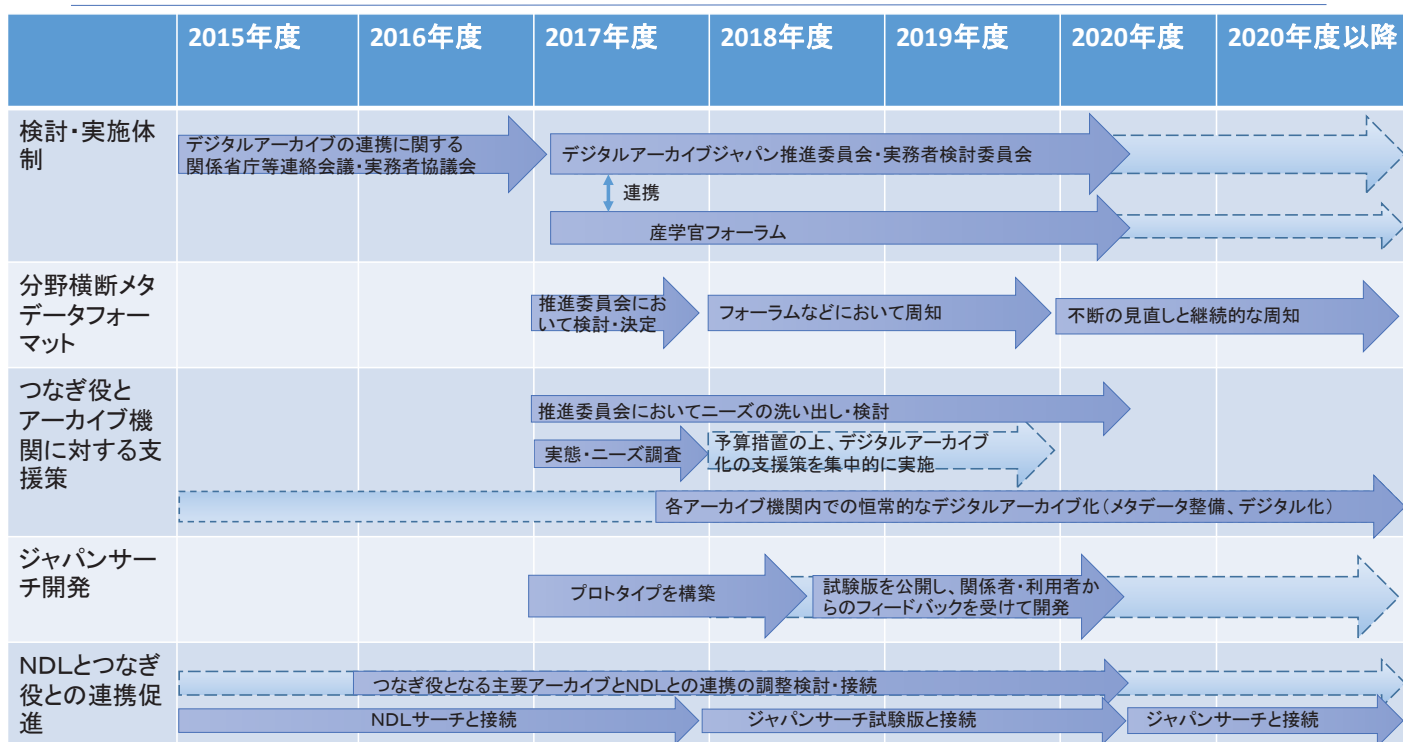 2015年度
2016年度
2017年度
2018年度
2019年度
2020年度
2020年度以降
検討・実施体
制
デジタルアーカイブの連携に関する
関係省庁等連絡会議・実務者協議会
デジタルアーカイブジャパン推進委員会・実務者検討委員会
連携
産学官フォーラム
分野横断メタ
データフォー
マット
推進委員会にお
いて検討・決定
フォーラムなどにおいて周知
不断の見直しと継続的な周知
つなぎ役と
アーカイブ機
関に対する支
援策
推進委員会においてニーズの洗い出し・検討
実態・ニーズ調査
予算措置の上、デジタルアーカイブ
化の支援策を集中的に実施
各アーカイブ機関内での恒常的なデジタルアーカイブ化(メタデータ整備、デジタル化)
ジャパンサー
チ開発
プロトタイプを構築
試験版を公開し、関係者・利用者か
らのフィードバックを受けて開発
NDLとつなぎ
役との連携促
進
つなぎ役となる主要アーカイブとNDLとの連携の調整検討・接続
NDLサーチと接続
ジャパンサーチ試験版と接続
ジャパンサーチと接続